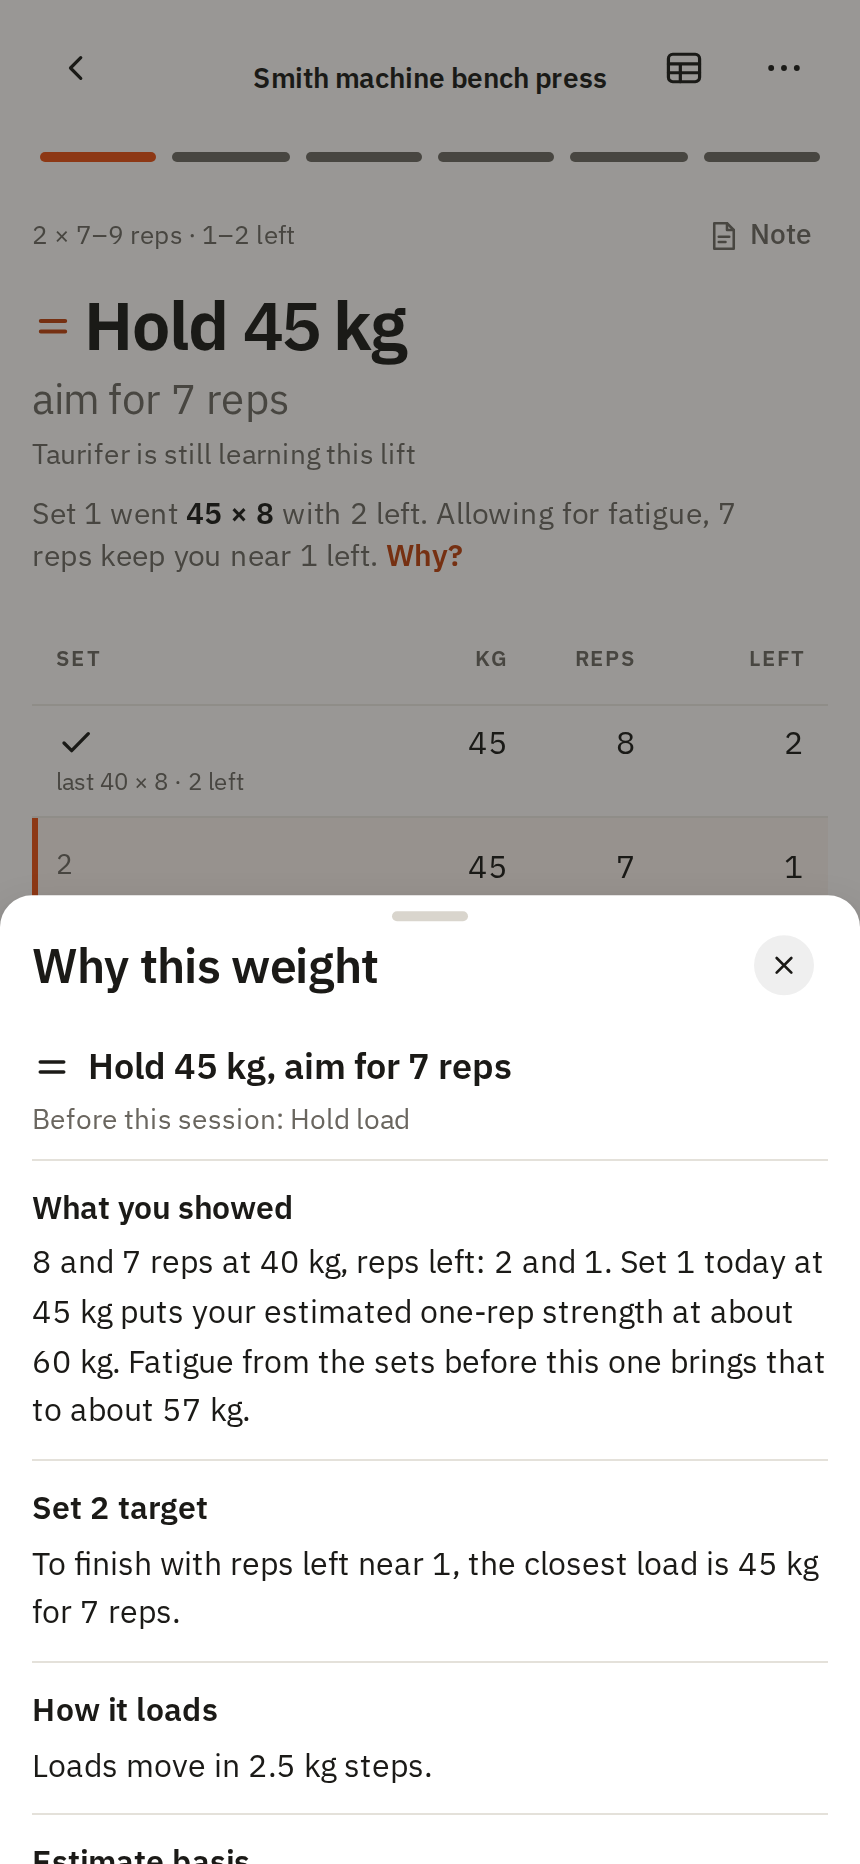 Smith machine bench press
2 × 7–9 reps · 1–2 left
Note
= Hold 45 kg
aim for 7 reps
Taurifer is still learning this lift
Set 1 went 45 × 8 with 2 left. Allowing for fatigue, 7
reps keep you near 1 left. Why?
SET KG REPS LEFT
45 8 2
last 40 × 8 · 2 left
2 45 7 1
Why this weight
= Hold 45 kg, aim for 7 reps
Before this session: Hold load
What you showed
8 and 7 reps at 40 kg, reps left: 2 and 1. Set 1 today at
45 kg puts your estimated one-rep strength at about
60 kg. Fatigue from the sets before this one brings that
to about 57 kg.
Set 2 target
To finish with reps left near 1, the closest load is 45 kg
for 7 reps.
How it loads
Loads move in 2.5 kg steps.
Estimate basis